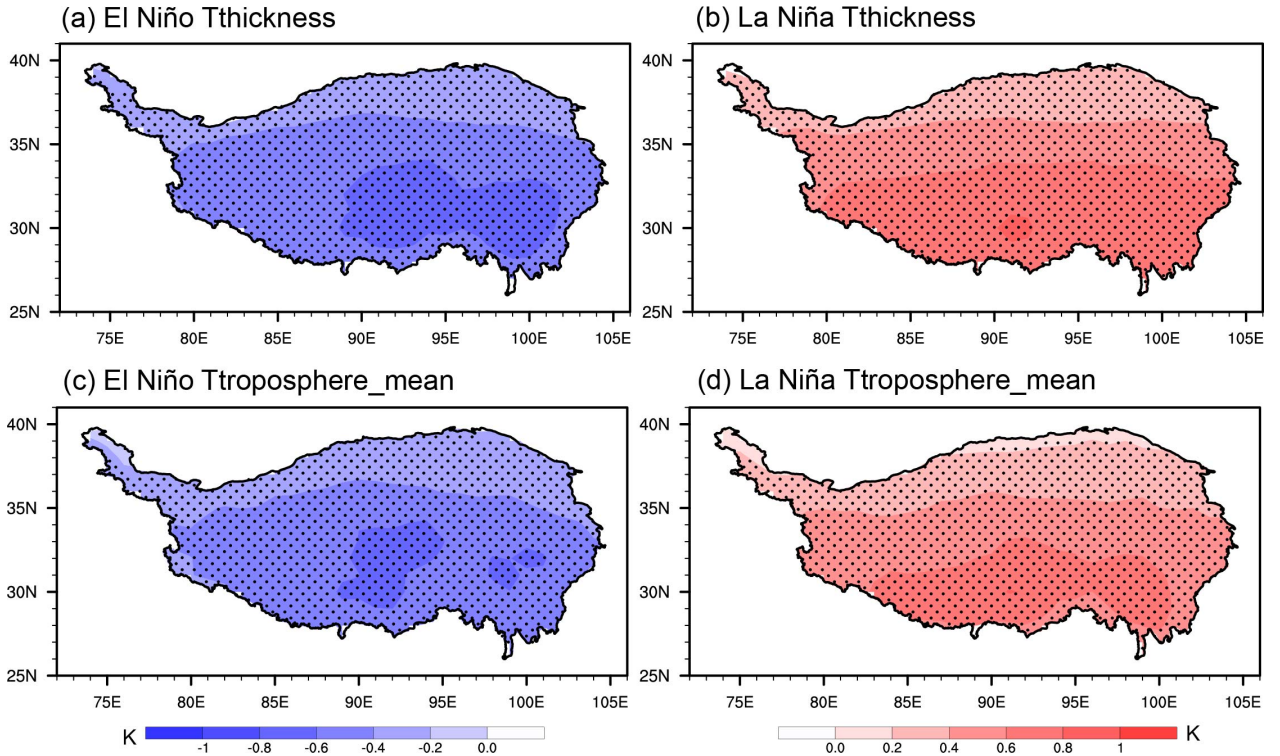 (a) El Niño Tthickness
(b) La Niña Tthickness
40N
35N
30N
25N
75E 80E 85E 90E 95E 100E 105E
40N
35N
30N
25N
75E 80E 85E 90E 95E 100E 105E
(c) El Niño Ttroposphere_mean
(d) La Niña Ttroposphere_mean
40N
35N
30N
25N
75E 80E 85E 90E 95E 100E 105E
40N
35N
30N
25N
75E 80E 85E 90E 95E 100E 105E
K -1 -0.8 -0.6 -0.4 -0.2 0.0
0.0 0.2 0.4 0.6 0.8 1 K